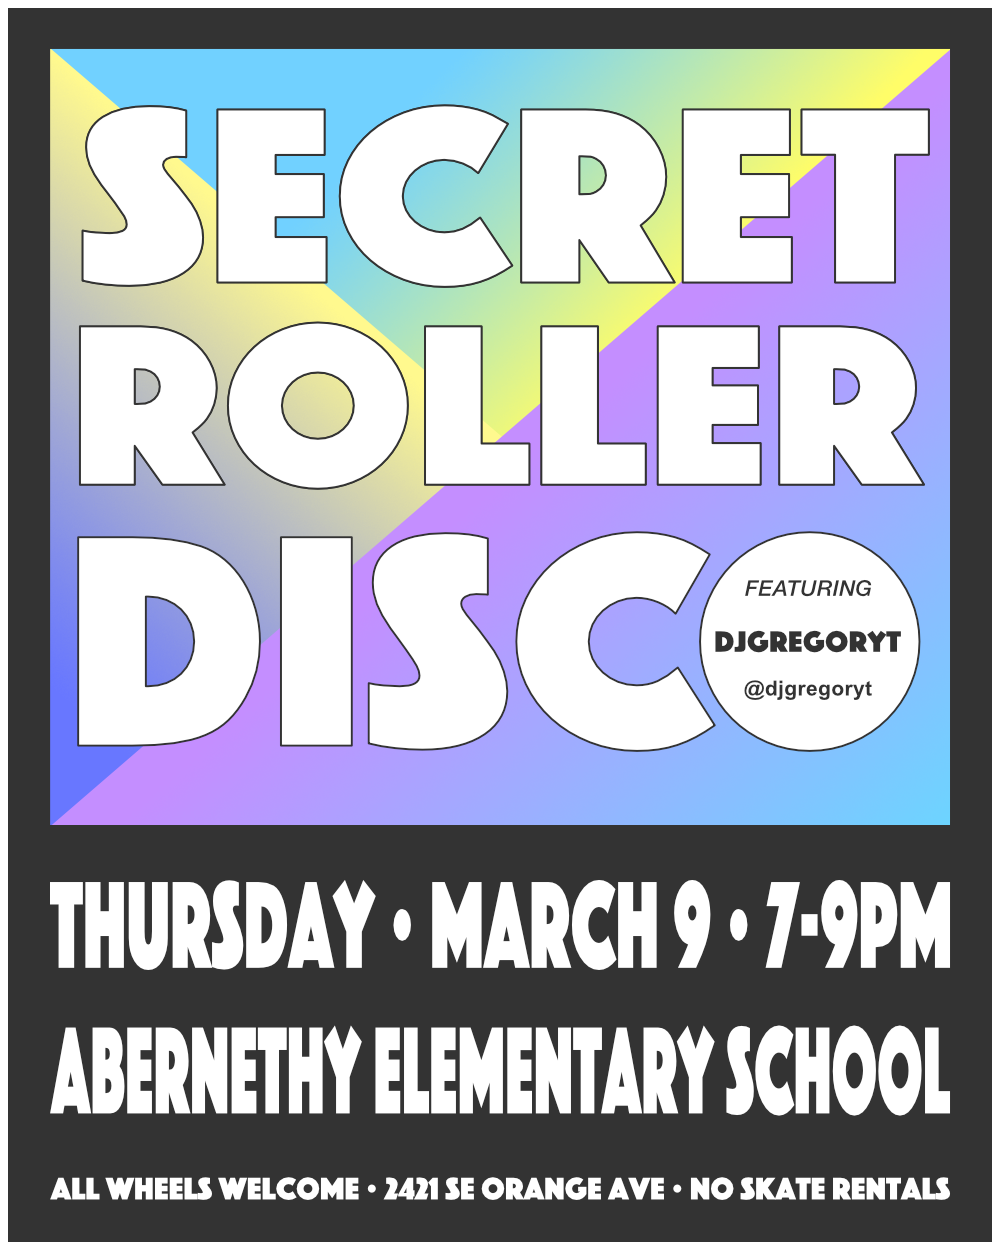 SECRET
ROLLER
DISCO
FEATURING
DJGREGORYT
@djgregoryt
THURSDAY • MARCH 9 • 7-9PM
ABERNETHY ELEMENTARY SCHOOL
ALL WHEELS WELCOME • 2421 SE ORANGE AVE • NO SKATE RENTALS